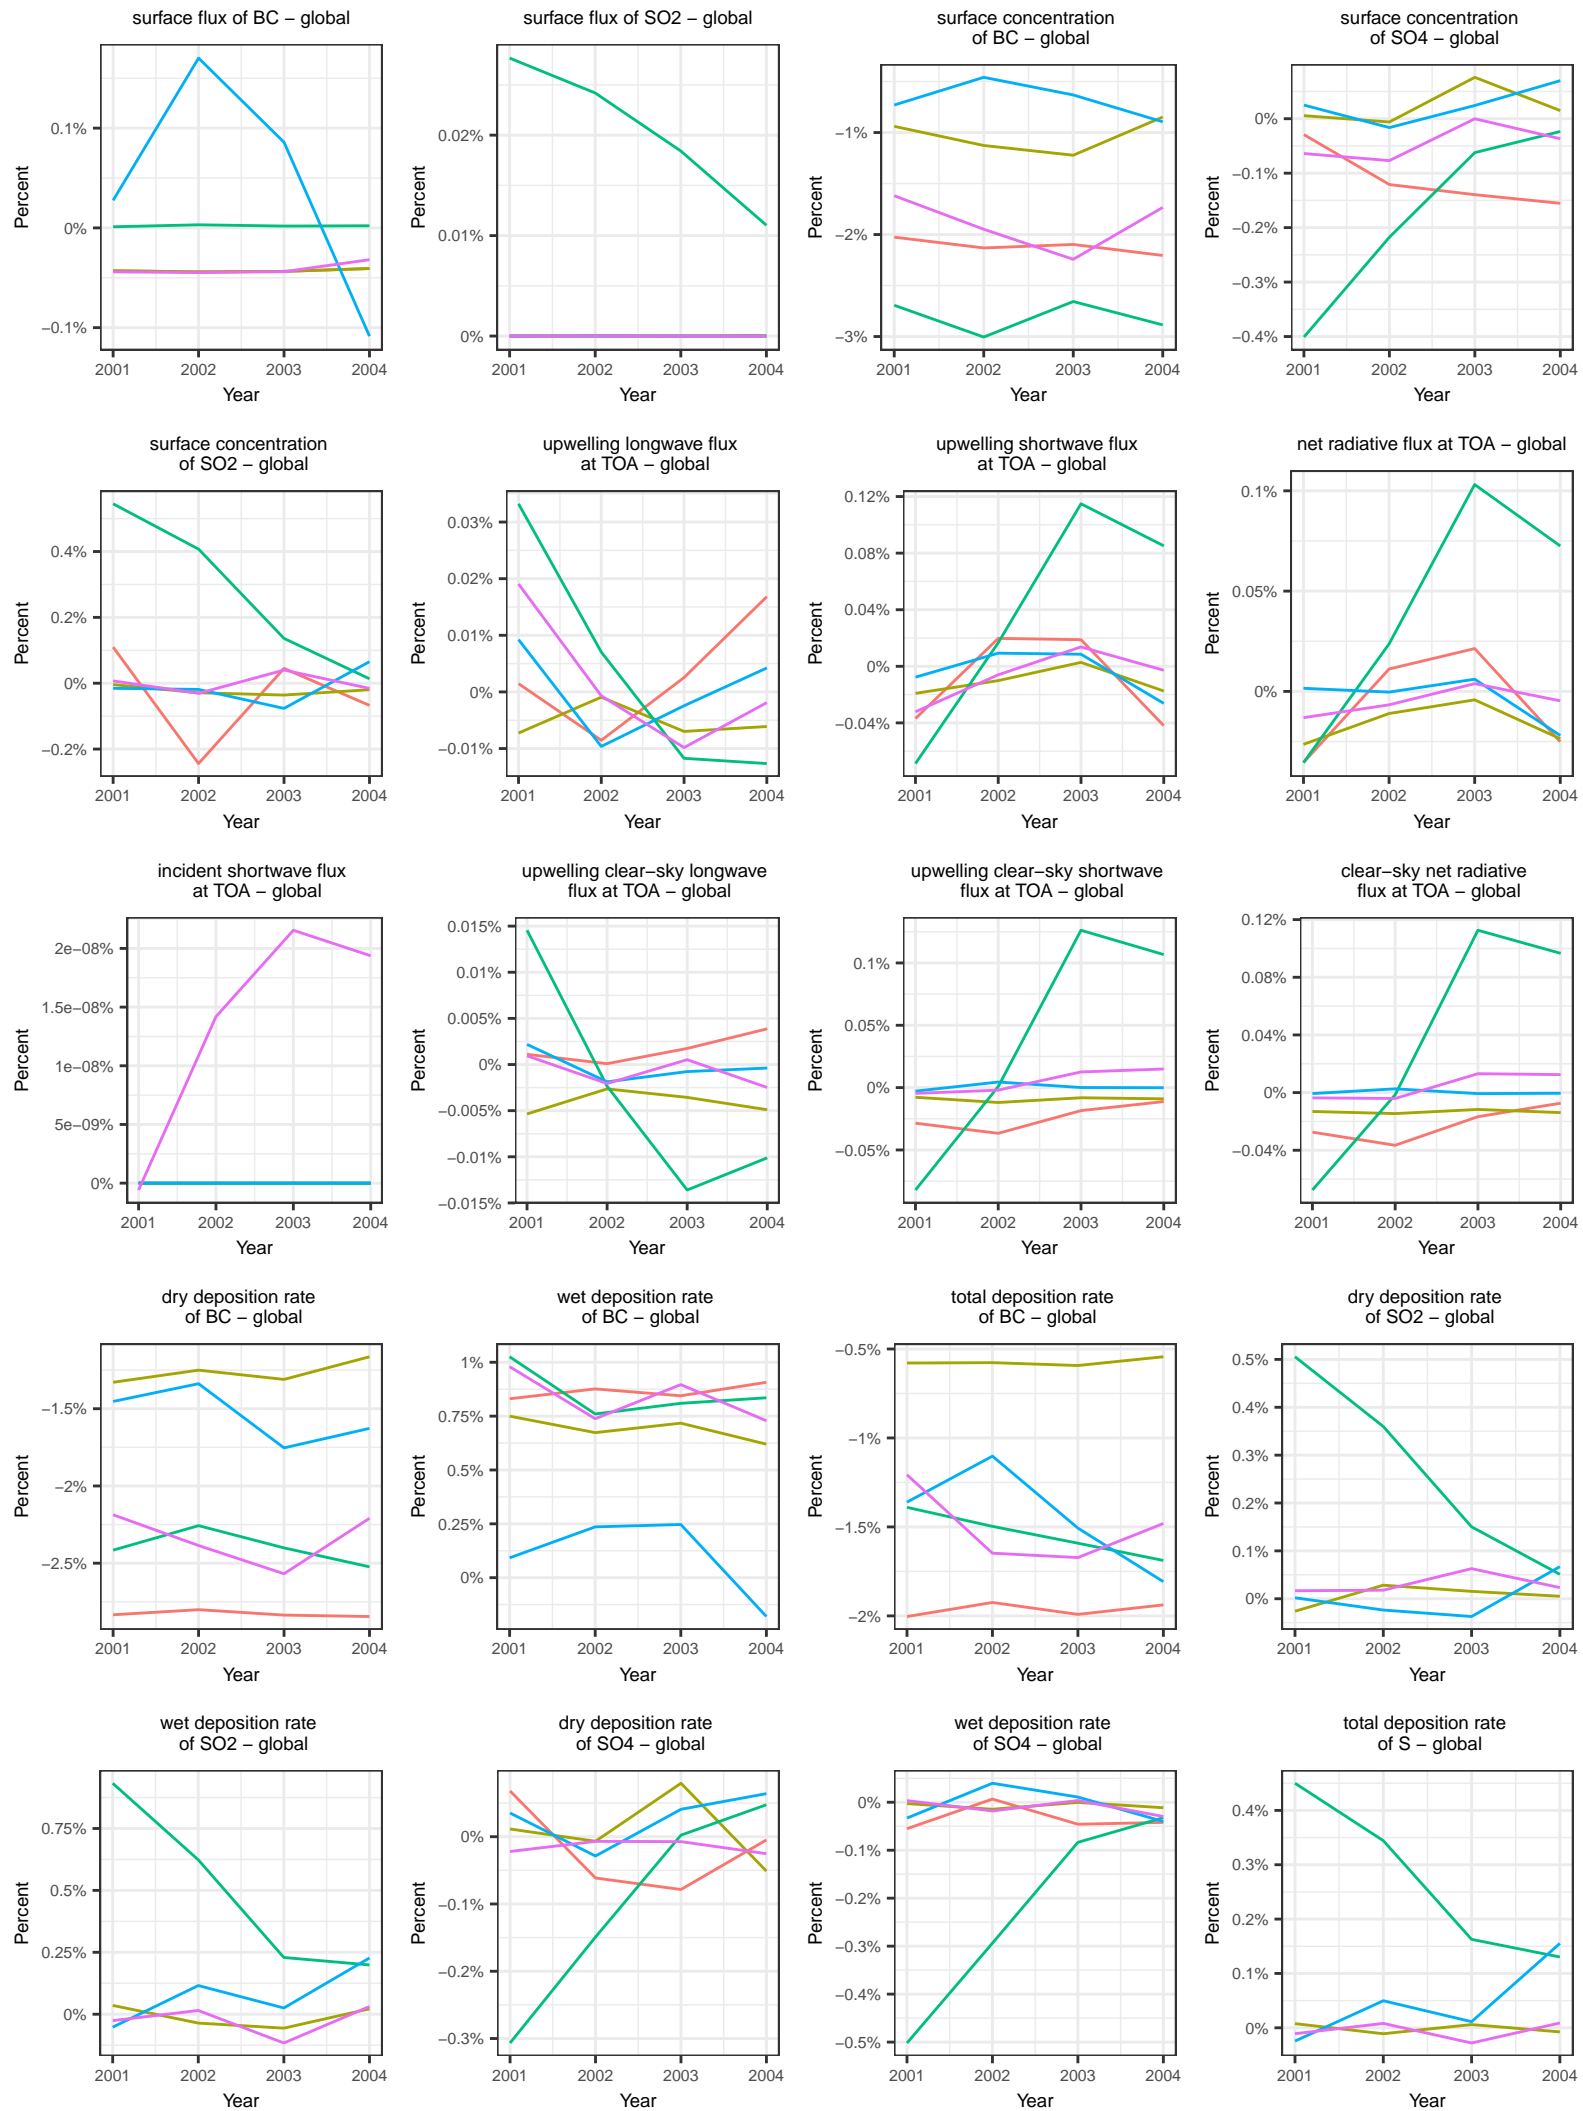 surface flux of BC − global
0.1%
0%
−0.1%
2001 2002 2003 2004
Year
Percent
surface flux of SO2 − global
0.02%
0.01%
0%
2001 2002 2003 2004
Year
Percent
surface concentration
of BC − global
−1%
−2%
−3%
2001 2002 2003 2004
Year
Percent
surface concentration
of SO4 − global
0%
−0.1%
−0.2%
−0.3%
−0.4%
2001 2002 2003 2004
Year
Percent
surface concentration
of SO2 − global
0.4%
0.2%
0%
−0.2%
2001 2002 2003 2004
Year
Percent
upwelling longwave flux
at TOA − global
0.03%
0.02%
0.01%
0%
−0.01%
2001 2002 2003 2004
Year
Percent
upwelling shortwave flux
at TOA − global
0.12%
0.08%
0.04%
0%
−0.04%
2001 2002 2003 2004
Year
Percent
net radiative flux at TOA − global
0.1%
0.05%
0%
2001 2002 2003 2004
Year
Percent
incident shortwave flux
at TOA − global
2e−08%
1.5e−08%
1e−08%
5e−09%
0%
2001 2002 2003 2004
Year
Percent
upwelling clear−sky longwave
flux at TOA − global
0.015%
0.01%
0.005%
0%
−0.005%
−0.01%
−0.015%
2001 2002 2003 2004
Year
Percent
upwelling clear−sky shortwave
flux at TOA − global
0.1%
0.05%
0%
−0.05%
2001 2002 2003 2004
Year
Percent
clear−sky net radiative
flux at TOA − global
0.12%
0.08%
0.04%
0%
−0.04%
2001 2002 2003 2004
Year
Percent
dry deposition rate
of BC − global
−1.5%
−2%
−2.5%
2001 2002 2003 2004
Year
Percent
wet deposition rate
of BC − global
1%
0.75%
0.5%
0.25%
0%
2001 2002 2003 2004
Year
Percent
total deposition rate
of BC − global
−0.5%
−1%
−1.5%
−2%
2001 2002 2003 2004
Year
Percent
dry deposition rate
of SO2 − global
0.5%
0.4%
0.3%
0.2%
0.1%
0%
2001 2002 2003 2004
Year
Percent
wet deposition rate
of SO2 − global
0.75%
0.5%
0.25%
0%
2001 2002 2003 2004
Year
Percent
dry deposition rate
of SO4 − global
0%
−0.1%
−0.2%
−0.3%
2001 2002 2003 2004
Year
Percent
wet deposition rate
of SO4 − global
0%
−0.1%
−0.2%
−0.3%
−0.4%
−0.5%
2001 2002 2003 2004
Year
Percent
total deposition rate
of S − global
0.4%
0.3%
0.2%
0.1%
0%
2001 2002 2003 2004
Year
Percent